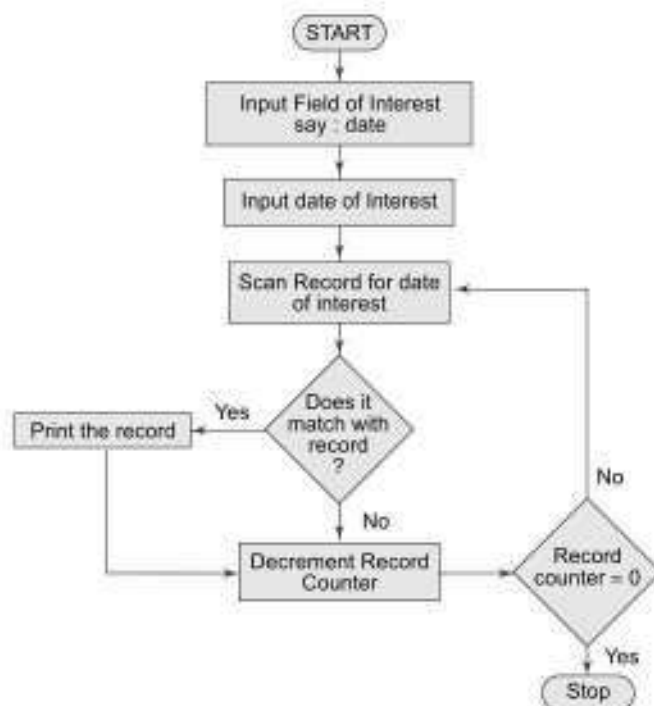 START
Input Field of Interest
say : date
Input date of Interest
Scan Record for date
of interest
Does it
match with
record
?
Yes
Print the record
No
Decrement Record
Counter
Record
counter = 0
No
Yes
Stop